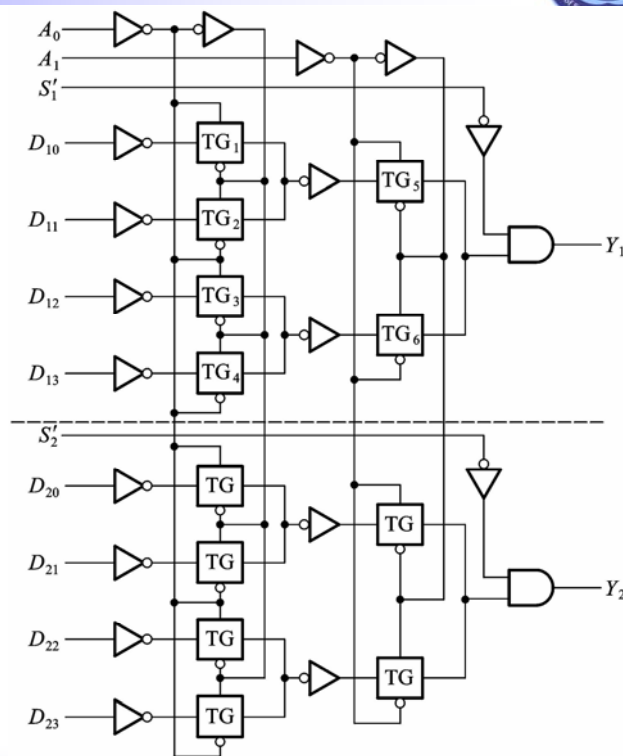 A₀
A₁
S′₁
D₁₀ TG₁
TG₅
D₁₁ TG₂
Y₁
D₁₂ TG₃
TG₆
D₁₃ TG₄
S′₂
D₂₀ TG
TG
D₂₁ TG
Y₂
D₂₂ TG
TG
D₂₃ TG